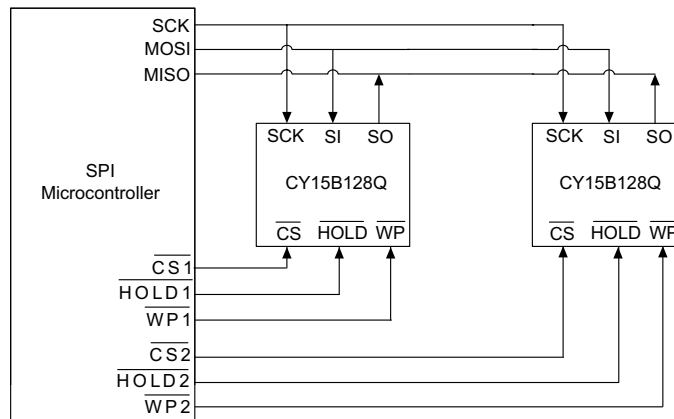 SCK
MOSI
MISO
SPI
Microcontroller
SCK SI SO
CY15B128Q
CS HOLD WP
SCK SI SO
CY15B128Q
CS HOLD WP
CS1
HOLD1
WP1
CS2
HOLD2
WP2